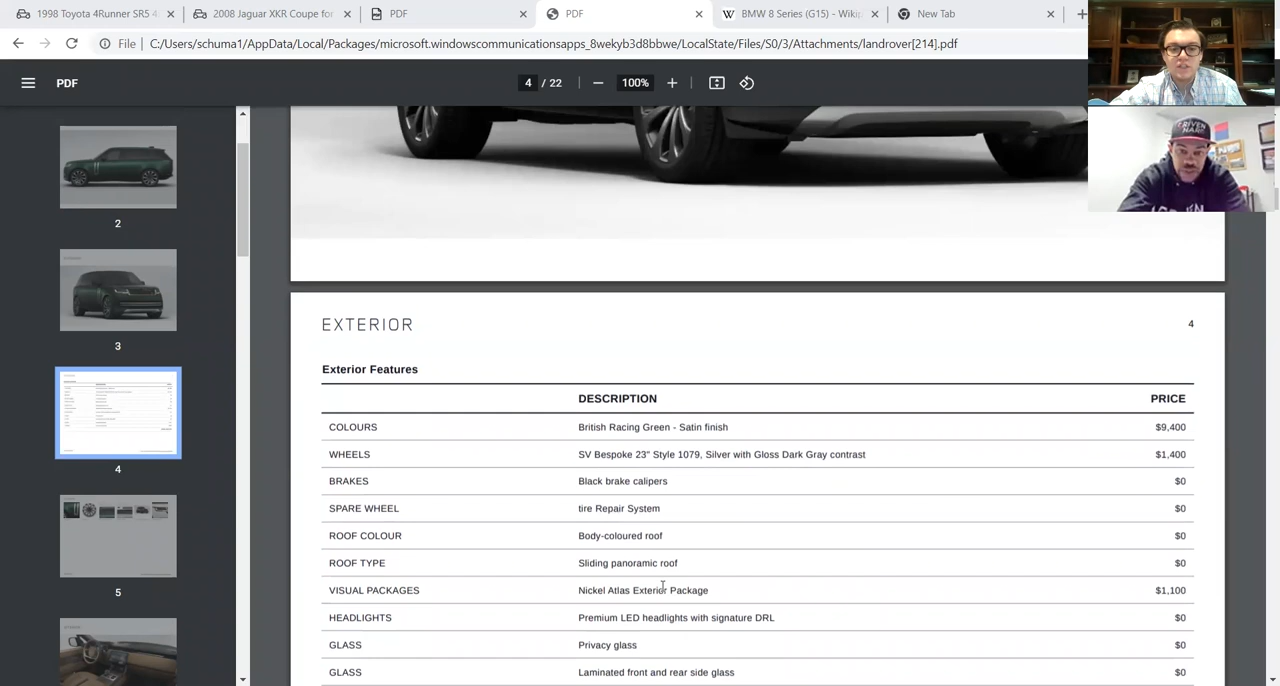 1998 Toyota 4Runner SR5 4
2008 Jaguar XKR Coupe for
PDF
PDF
BMW 8 Series (G15) - Wikip
New Tab
File
C:/Users/schuma1/AppData/Local/Packages/microsoft.windowscommunicationsapps_8wekyb3d8bbwe/LocalState/Files/S0/3/Attachments/landrover[214].pdf
PDF
4 / 22
100%
2
3
4
5
EXTERIOR
4
Exterior Features
DESCRIPTION PRICE
COLOURS British Racing Green - Satin finish $9,400
WHEELS SV Bespoke 23" Style 1079, Silver with Gloss Dark Gray contrast $1,400
BRAKES Black brake calipers $0
SPARE WHEEL tire Repair System $0
ROOF COLOUR Body-coloured roof $0
ROOF TYPE Sliding panoramic roof $0
VISUAL PACKAGES Nickel Atlas Exterior Package $1,100
HEADLIGHTS Premium LED headlights with signature DRL $0
GLASS Privacy glass $0
GLASS Laminated front and rear side glass $0
DRIVEN
HARD